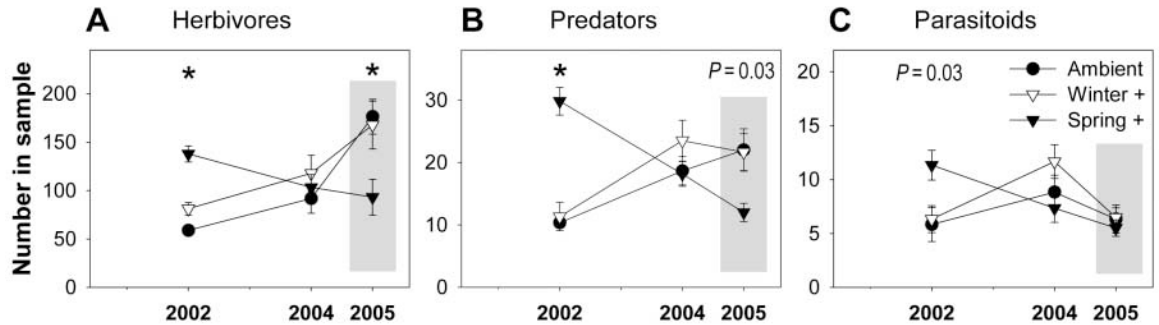 A Herbivores
Number in sample
200
150
100
50
0
*
*
2002 2004 2005
B Predators
30
20
10
0
*
P = 0.03
2002 2004 2005
C Parasitoids
20
15
10
5
0
P = 0.03
Ambient
Winter +
Spring +
2002 2004 2005